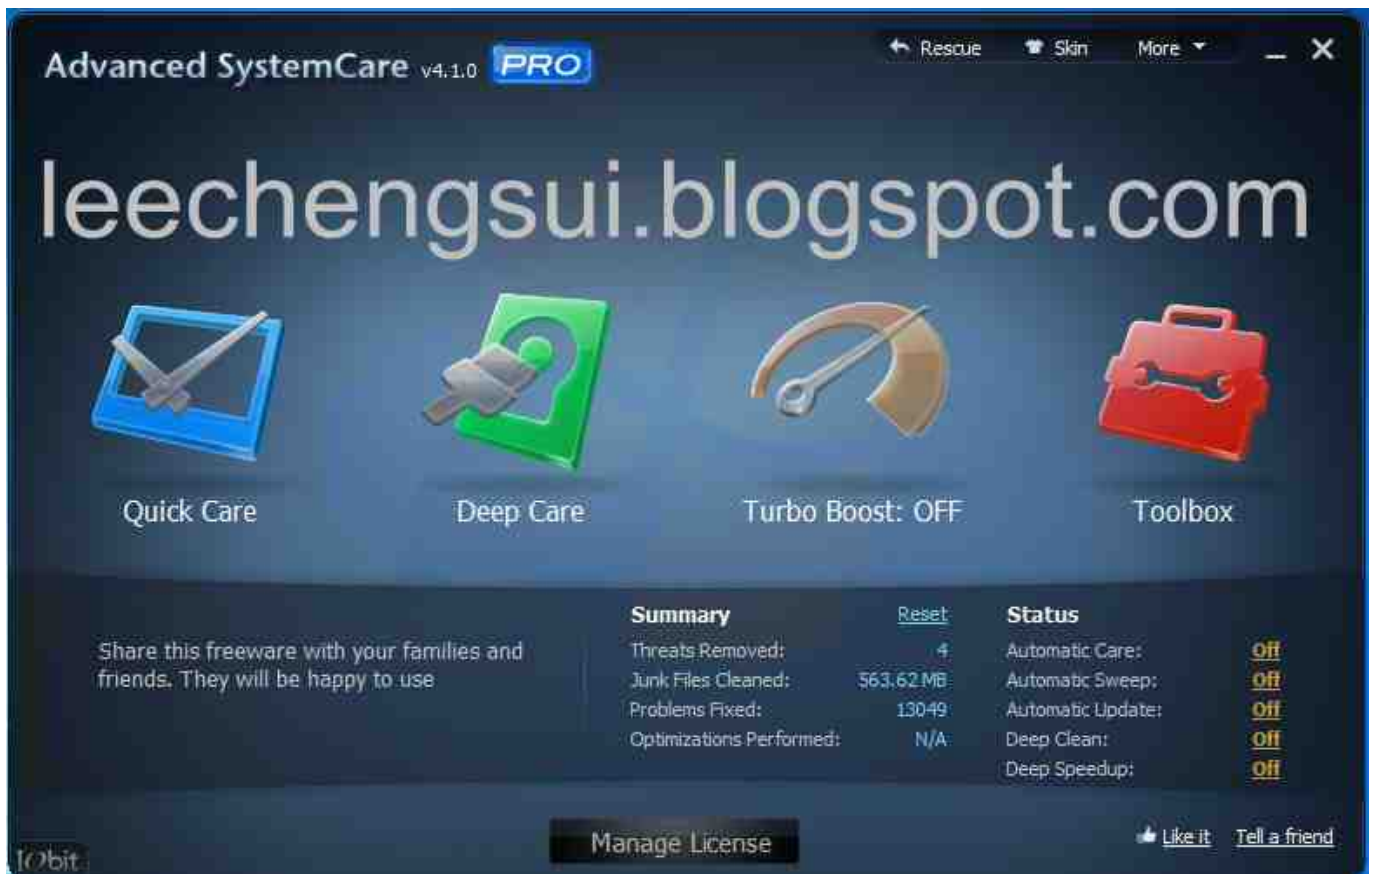 Advanced SystemCare v4.1.0 PRO
Rescue Skin More
leechengsui.blogspot.com
Quick Care Deep Care Turbo Boost: OFF Toolbox
Share this freeware with your families and
friends. They will be happy to use
Summary Reset
Threats Removed: 4
Junk Files Cleaned: 563.62 MB
Problems Fixed: 13049
Optimizations Performed: N/A
Status
Automatic Care: Off
Automatic Sweep: Off
Automatic Update: Off
Deep Clean: Off
Deep Speedup: Off
Manage License
Like it Tell a friend
IObit